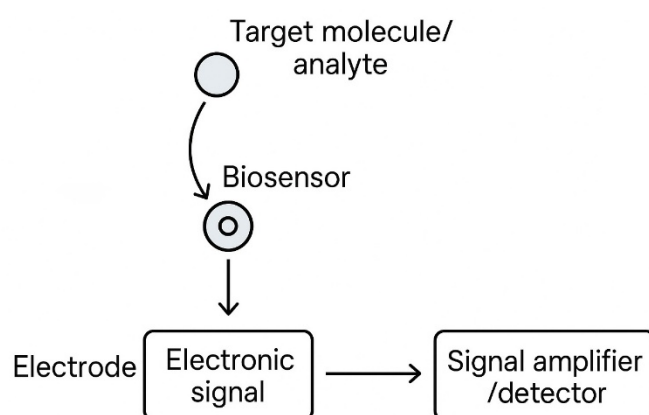 Target molecule/
analyte
Biosensor
Electrode
Electronic
signal
Signal amplifier
/detector